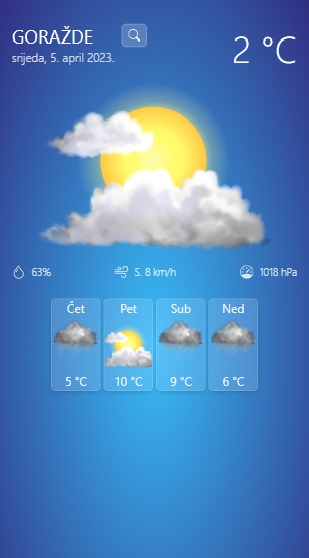 GORAŽDE
srijeda, 5. april 2023.
2 °C
63%
S. 8 km/h
1018 hPa
Čet
Pet
Sub
Ned
5 °C
10 °C
9 °C
6 °C